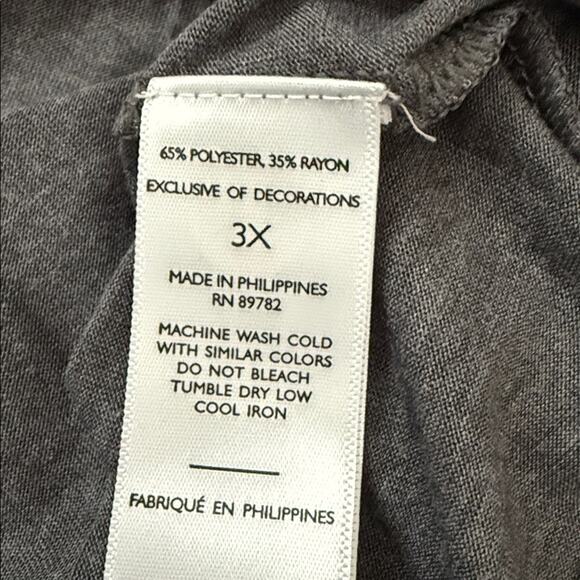 65% POLYESTER, 35% RAYON
EXCLUSIVE OF DECORATIONS
3X
MADE IN PHILIPPINES
RN 89782
MACHINE WASH COLD
WITH SIMILAR COLORS
DO NOT BLEACH
TUMBLE DRY LOW
COOL IRON
FABRIQUÉ EN PHILIPPINES